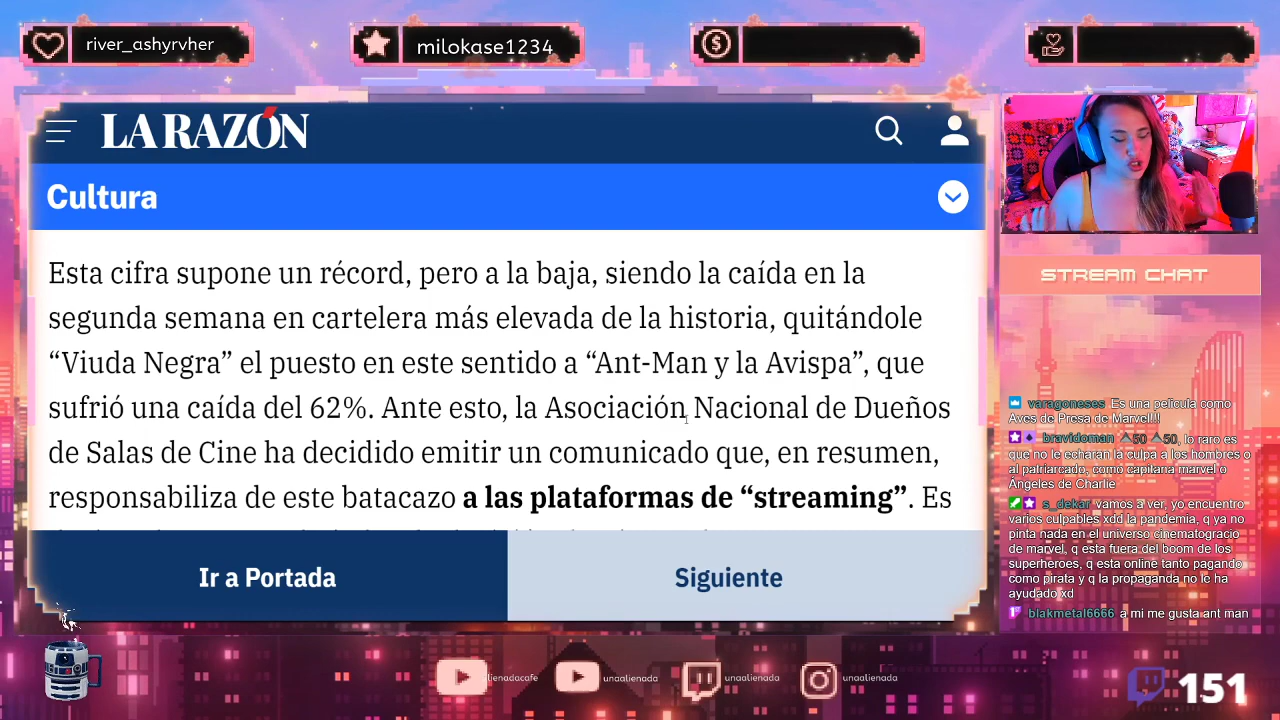 river_ashyrvher
milokase1234
LA RAZÓN
Cultura
Esta cifra supone un récord, pero a la baja, siendo la caída en la
segunda semana en cartelera más elevada de la historia, quitándole
“Viuda Negra” el puesto en este sentido a “Ant-Man y la Avispa”, que
sufrió una caída del 62%. Ante esto, la Asociación Nacional de Dueños
de Salas de Cine ha decidido emitir un comunicado que, en resumen,
responsabiliza de este batacazo a las plataformas de “streaming”. Es
Ir a Portada
Siguiente
STREAM CHAT
varagoneses Es una película como
Aves de Presa de Marvel!!!
bravidoman 50 50, lo raro es
que no le echaran la culpa a los hombres o
al patriarcado, como capitana marvel o
Ángeles de Charlie
s_dekar vamos a ver, yo encuentro
varios culpables xdd la pandemia, q ya no
pinta nada en el universo cinematogracio
de marvel, q esta fuera del boom de los
superheroes, q esta online tanto pagando
como pirata y q la propaganda no le ha
ayudado xd
blakmetal6666 a mi me gusta ant man
lienadacafe
unaalienada
unaalienada
unaalienada
151